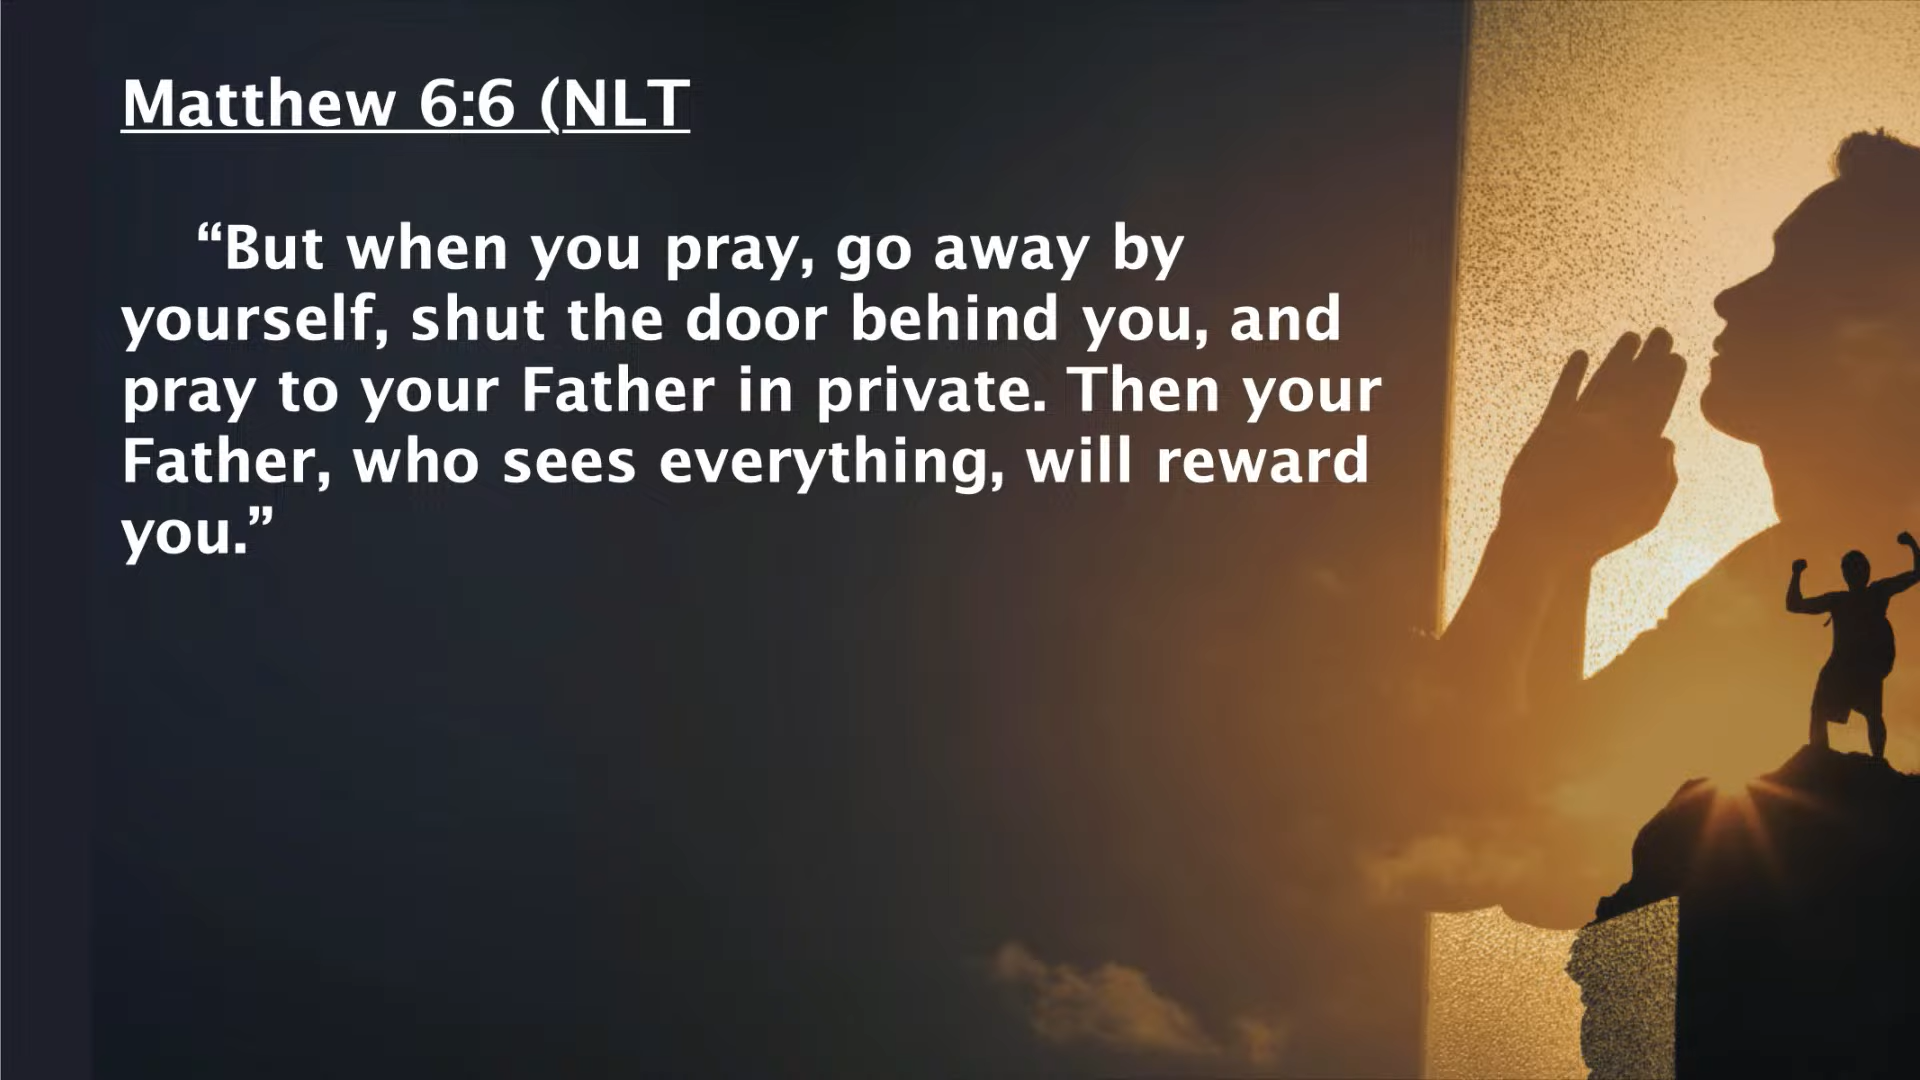 Matthew 6:6 (NLT
“But when you pray, go away by
yourself, shut the door behind you, and
pray to your Father in private. Then your
Father, who sees everything, will reward
you.”